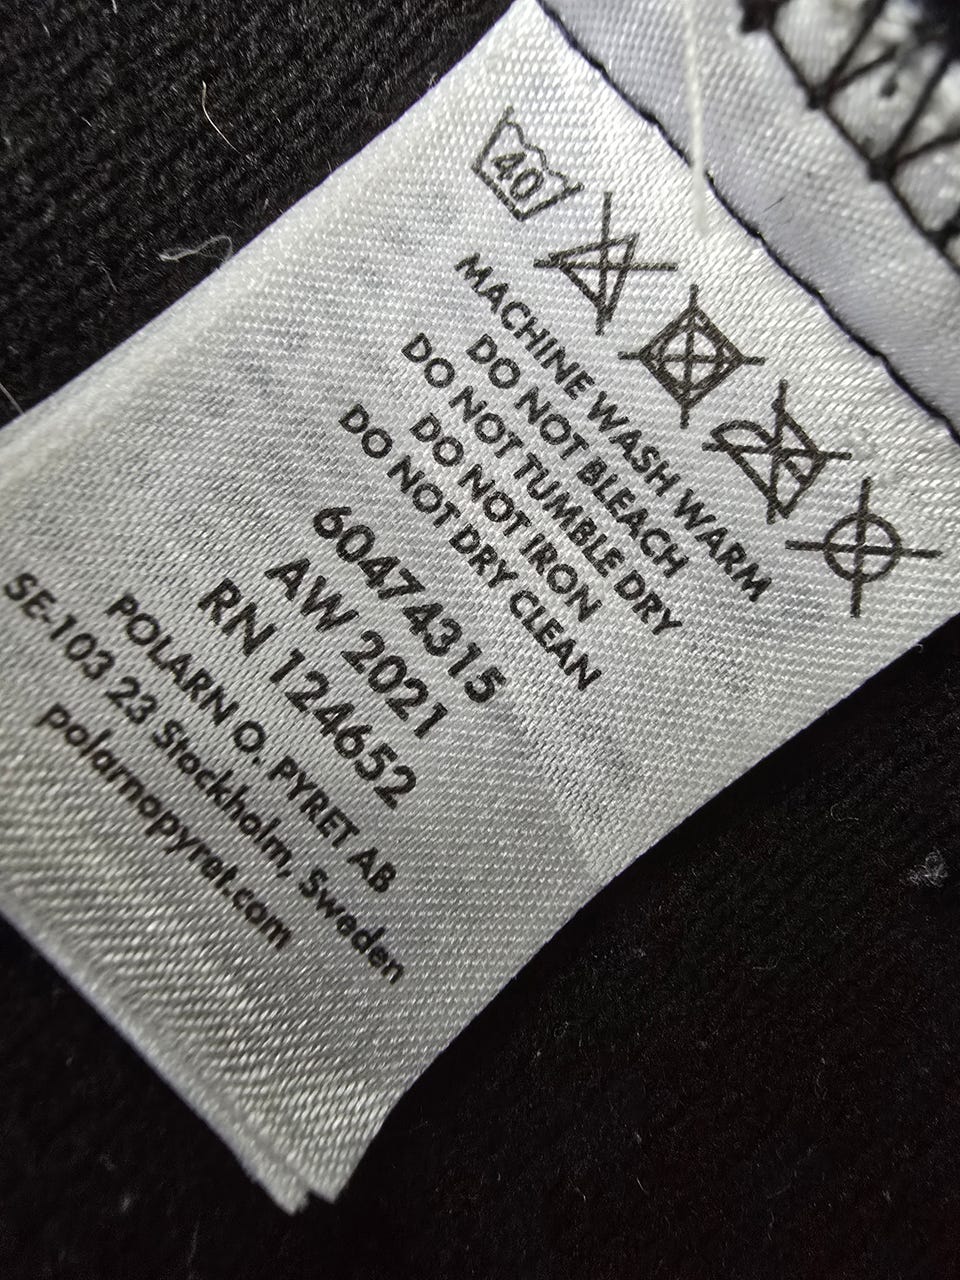 40
MACHINE WASH WARM
DO NOT BLEACH
DO NOT TUMBLE DRY
DO NOT IRON
DO NOT DRY CLEAN
60474315
AW 2021
RN 124652
POLARN O. PYRET AB
SE-103 23 Stockholm, Sweden
polarnopyret.com